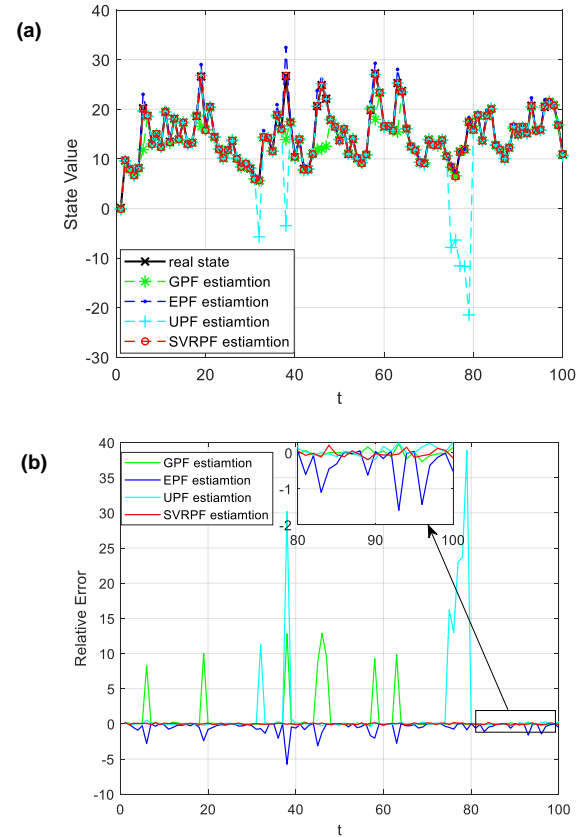 (a)
40
30
20
10
0
-10
-20
-30
State Value
real state
GPF estiamtion
EPF estiamtion
UPF estiamtion
SVRPF estiamtion
0 20 40 60 80 100
t
(b)
40
35
30
25
20
15
10
5
0
-5
-10
Relative Error
GPF estiamtion
EPF estiamtion
UPF estiamtion
SVRPF estiamtion
0
-1
-2
80 90 100
0 20 40 60 80 100
t